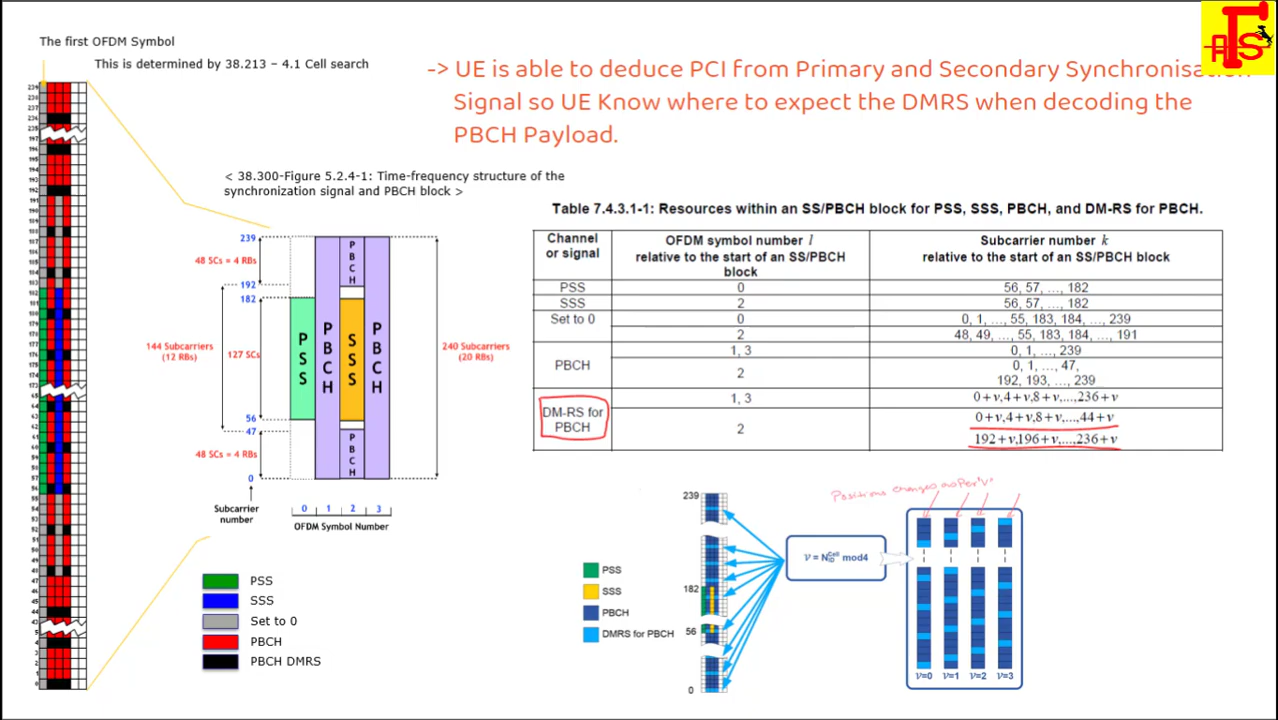 The first OFDM Symbol
This is determined by 38.213 – 4.1 Cell search
-> UE is able to deduce PCI from Primary and Secondary Synchronisation
Signal so UE Know where to expect the DMRS when decoding the
PBCH Payload.
< 38.300-Figure 5.2.4-1: Time-frequency structure of the
synchronization signal and PBCH block >
239
48 SCs = 4 RBs
192
182
144 Subcarriers
(12 RBs)
127 SCs
56
47
48 SCs = 4 RBs
0
Subcarrier
number
PSS
PBCH
PBCH
SSS
PBCH
PBCH
240 Subcarriers
(20 RBs)
0 1 2 3
OFDM Symbol Number
PSS
SSS
Set to 0
PBCH
PBCH DMRS
Table 7.4.3.1-1: Resources within an SS/PBCH block for PSS, SSS, PBCH, and DM-RS for PBCH.
Channel
or signal
OFDM symbol number l
relative to the start of an SS/PBCH
block
Subcarrier number k
relative to the start of an SS/PBCH block
PSS 0 56, 57, ..., 182
SSS 2 56, 57, ..., 182
Set to 0 0 0, 1, ..., 55, 183, 184, ..., 239
2 48, 49, ..., 55, 183, 184, ..., 191
PBCH 1, 3 0, 1, ..., 239
2 0, 1, ..., 47,
192, 193, ..., 239
DM-RS for
PBCH
1, 3 0+v,4+v,8+v,...,236+v
2 0+v,4+v,8+v,...,44+v
192+v,196+v,...,236+v
Positions changes as Per 'V'
239
182
56
0
PSS
SSS
PBCH
DMRS for PBCH
V = N_ID^Cell mod4
V=0 V=1 V=2 V=3